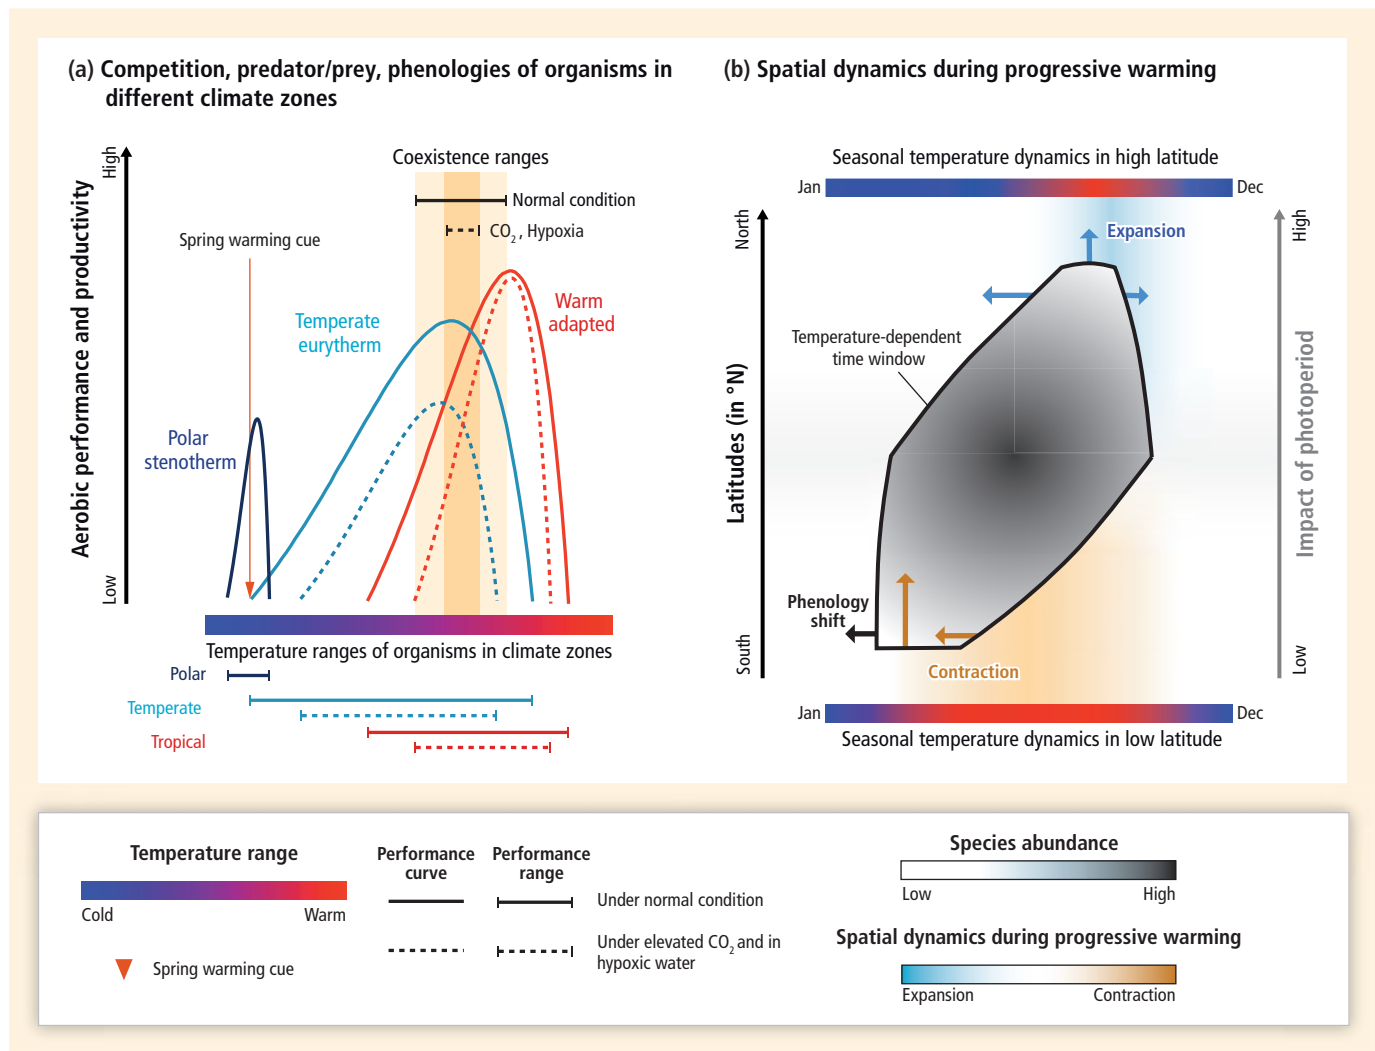 (a) Competition, predator/prey, phenologies of organisms in
different climate zones
High
Aerobic performance and productivity
Low
Coexistence ranges
Normal condition
CO2 , Hypoxia
Spring warming cue
Temperate
eurytherm
Warm
adapted
Polar
stenotherm
Temperature ranges of organisms in climate zones
Polar
Temperate
Tropical
(b) Spatial dynamics during progressive warming
Seasonal temperature dynamics in high latitude
Jan
Dec
North
Latitudes (in °N)
South
High
Impact of photoperiod
Low
Expansion
Temperature-dependent
time window
Phenology
shift
Contraction
Jan
Dec
Seasonal temperature dynamics in low latitude
Temperature range
Cold
Warm
Spring warming cue
Performance
curve
Performance
range
Under normal condition
Under elevated CO2 and in
hypoxic water
Species abundance
Low
High
Spatial dynamics during progressive warming
Expansion
Contraction